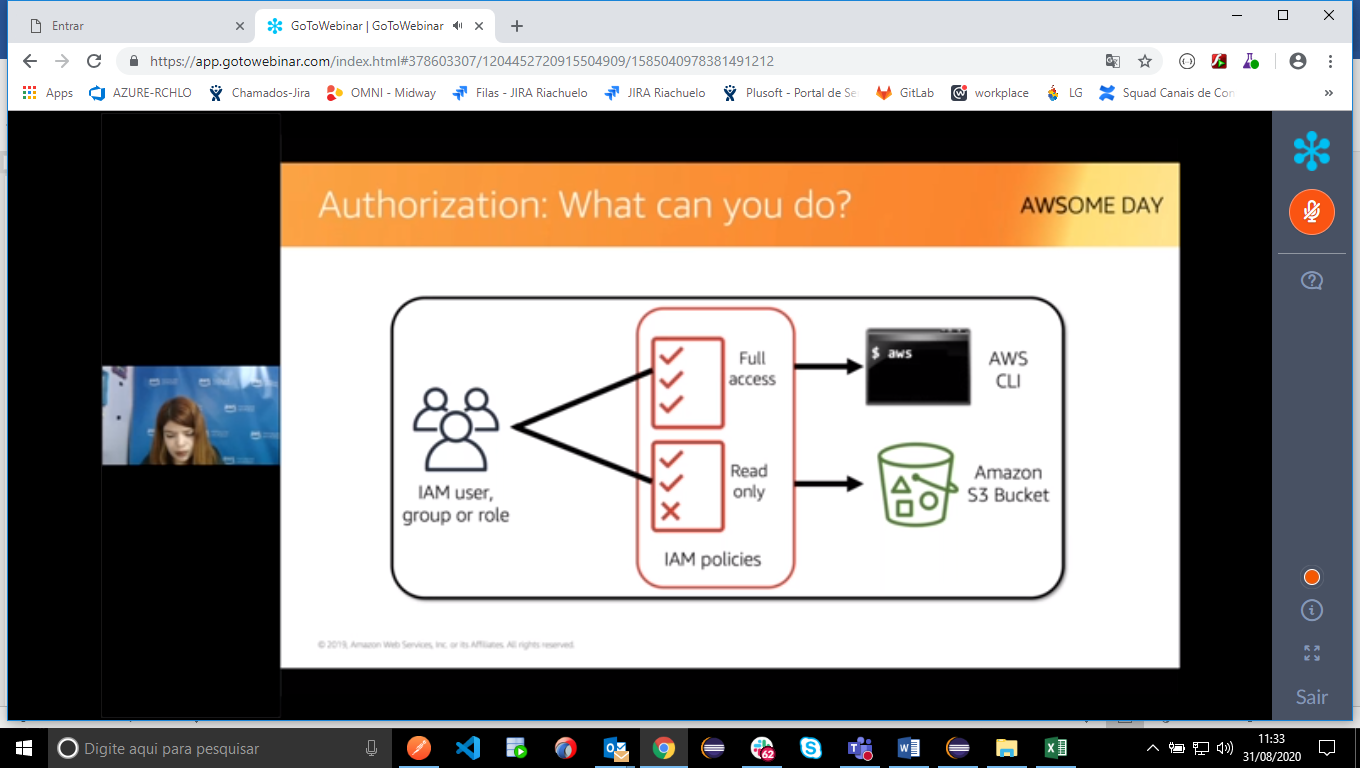 Entrar
GoToWebinar | GoToWebinar
https://app.gotowebinar.com/index.html#378603307/1204452720915504909/1585040978381491212
Apps
AZURE-RCHLO
Chamados-Jira
OMNI - Midway
Filas - JIRA Riachuelo
JIRA Riachuelo
Plusoft - Portal de Se
GitLab
workplace
LG
Squad Canais de Con
»
Authorization: What can you do?
AWSOME DAY
Full
access
$ aws
AWS
CLI
IAM user,
group or role
Read
only
Amazon
S3 Bucket
IAM policies
© 2019, Amazon Web Services, Inc. or its Affiliates. All rights reserved.
Sair
Digite aqui para pesquisar
62
11:33
31/08/2020